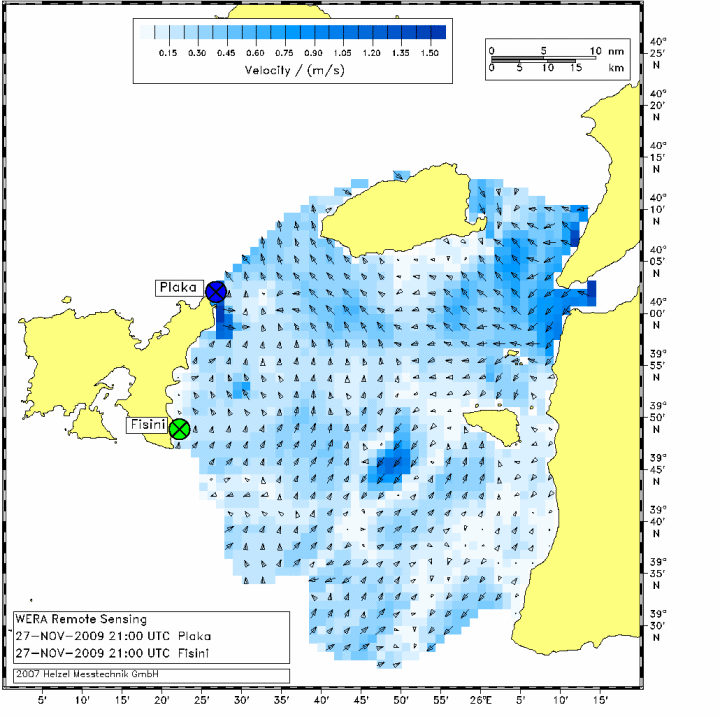 0.15 0.30 0.45 0.60 0.75 0.90 1.05 1.20 1.35 1.50
Velocity / (m/s)
0 5 10 nm
0 5 10 15 km
40° 25' N
40° 20' N
40° 15' N
40° 10' N
40° 05' N
40° 00' N
39° 55' N
39° 50' N
39° 45' N
39° 40' N
39° 35' N
39° 30' N
Plaka
Fisini
WERA Remote Sensing
27-NOV-2009 21:00 UTC Plaka
27-NOV-2009 21:00 UTC Fisini
2007 Helzel Messtechnik GmbH
5' 10' 15' 20' 25' 30' 35' 40' 45' 50' 55' 26°E 5' 10' 15'